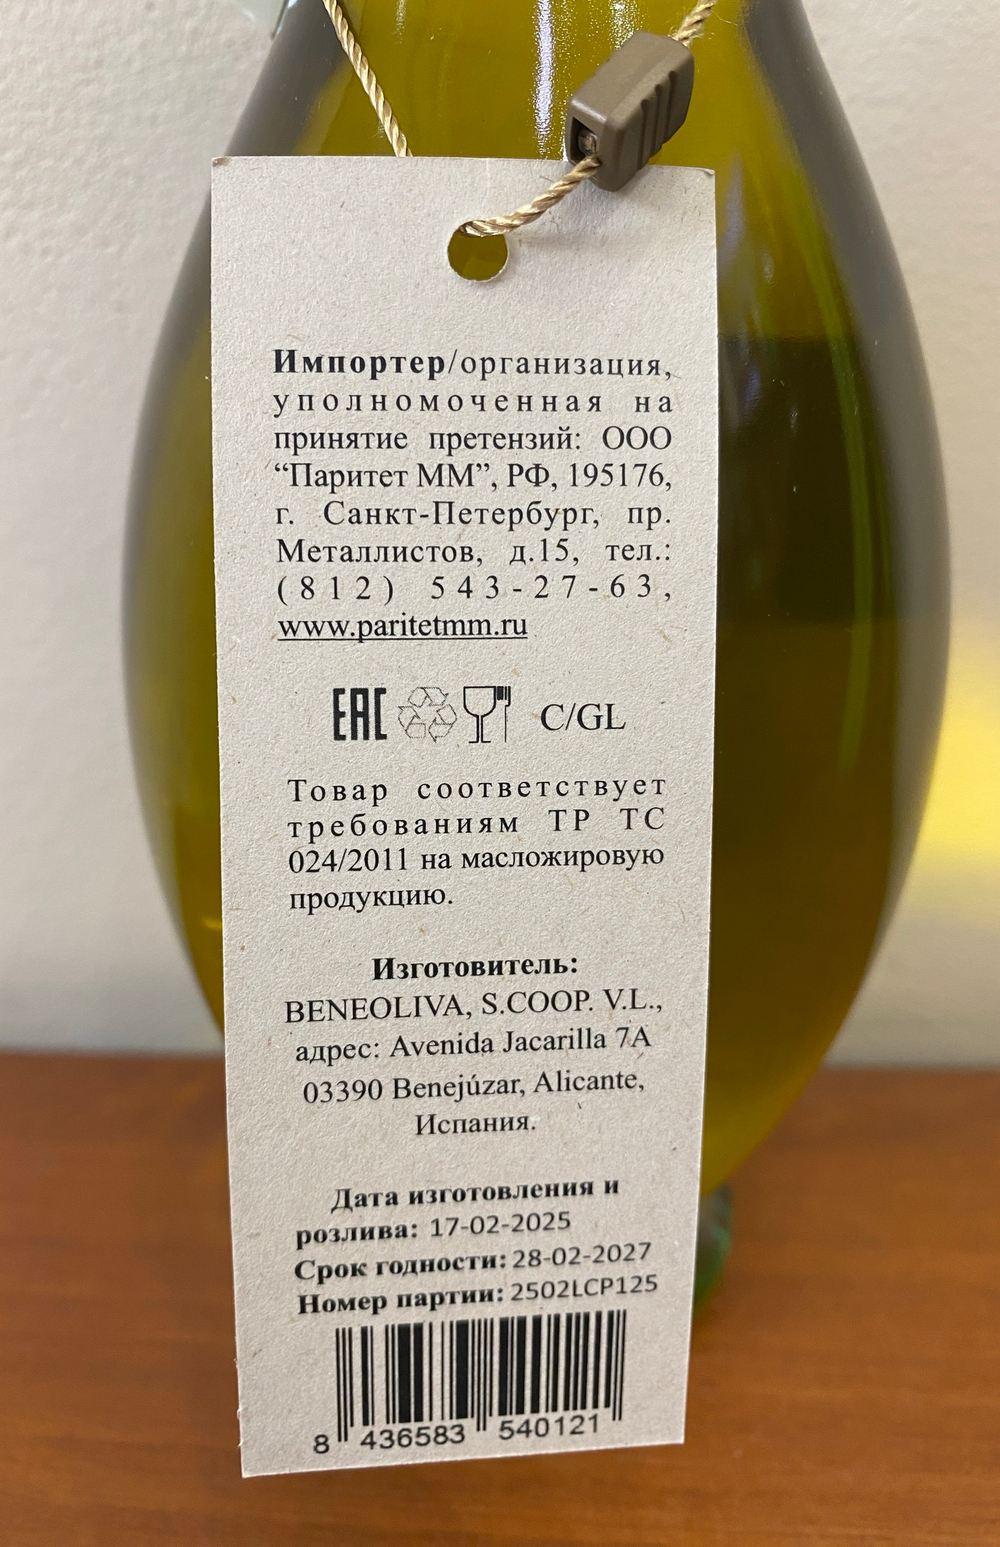 Импортер/организация,
уполномоченная на
принятие претензий: ООО
“Паритет ММ”, РФ, 195176,
г. Санкт-Петербург, пр.
Металлистов, д.15, тел.:
(812) 543-27-63,
www.paritetmm.ru
EAC C/GL
Товар соответствует
требованиям ТР ТС
024/2011 на масложировую
продукцию.
Изготовитель:
BENEOLIVA, S.COOP. V.L.,
адрес: Avenida Jacarilla 7A
03390 Benejúzar, Alicante,
Испания.
Дата изготовления и
розлива: 17-02-2025
Срок годности: 28-02-2027
Номер партии: 2502LCP125
8 436583 540121